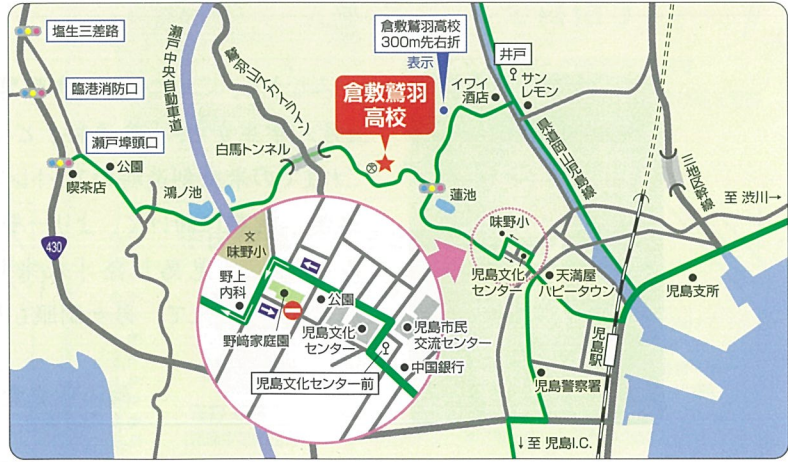 塩生三差路
臨港消防口
瀬戸埠頭口
公園
喫茶店
430
瀬戸中央自動車道
鷲羽山スカイライン
白馬トンネル
鴻ノ池
倉敷鷲羽
高校
文
倉敷鷲羽高校
300m先右折
表示
井戸
イワイ
酒店
サン
レモン
県道岡山児島線
三地区幹線
至 渋川→
蓮池
味野小
児島文化
センター
天満屋
ハピータウン
児島支所
児島駅
児島警察署
↓至 児島I.C.
文
味野小
野上
内科
野﨑家庭園
公園
児島文化
センター
児島市民
交流センター
中国銀行
児島文化センター前